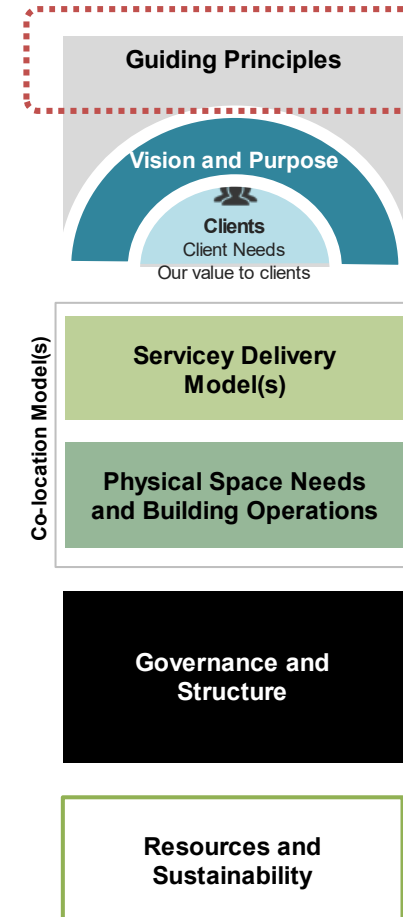 Guiding Principles
Vision and Purpose
Clients
Client Needs
Our value to clients
Co-location Model(s)
Servicey Delivery
Model(s)
Physical Space Needs
and Building Operations
Governance and
Structure
Resources and
Sustainability